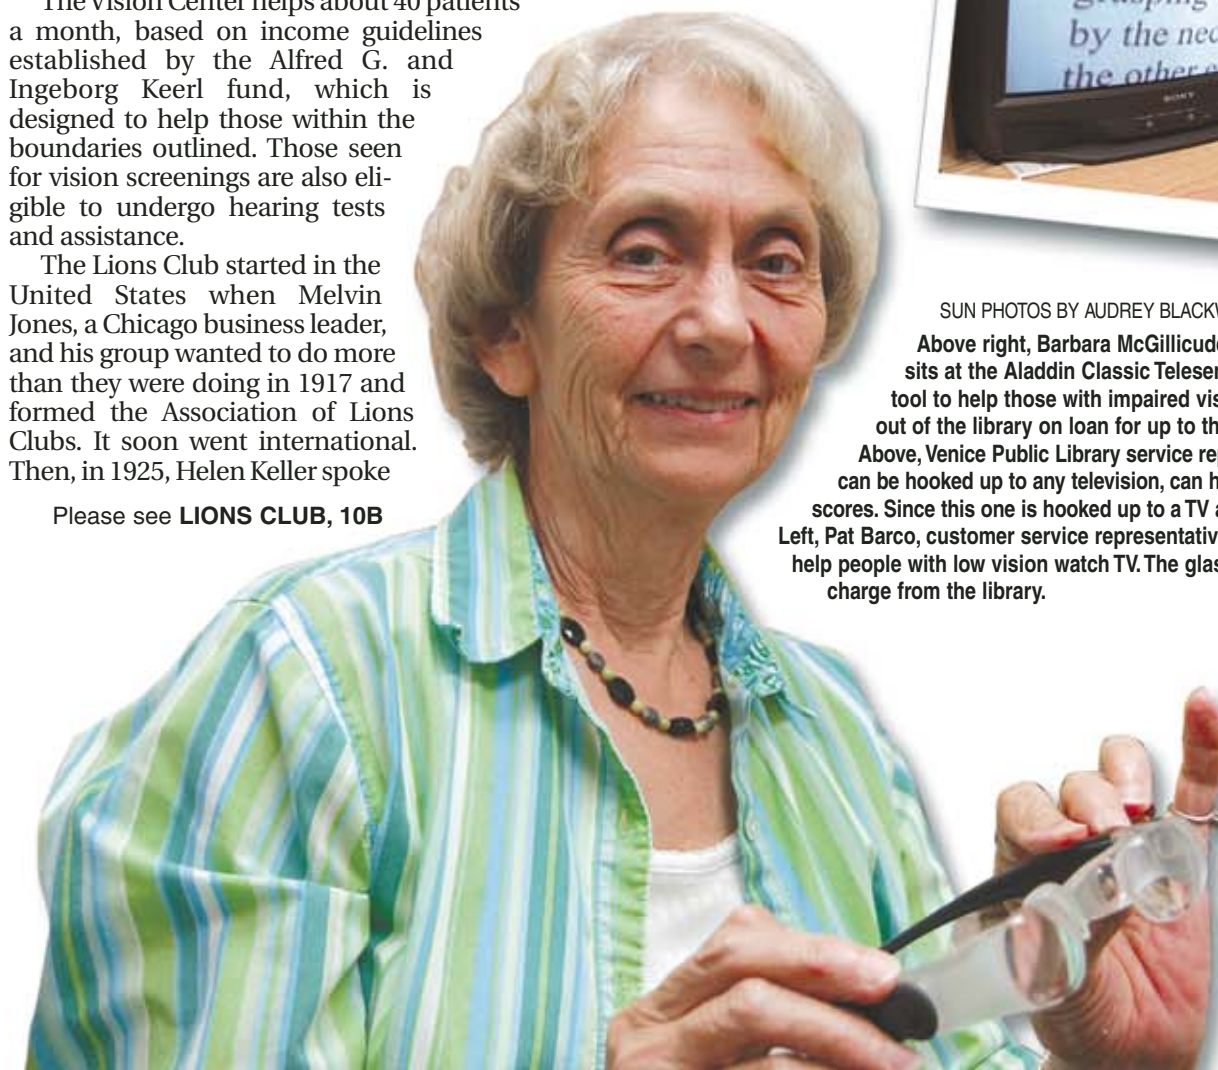 The Vision Center helps about 40 patients
a month, based on income guidelines
established by the Alfred G. and
Ingeborg Keerl fund, which is
designed to help those within the
boundaries outlined. Those seen
for vision screenings are also eli-
gible to undergo hearing tests
and assistance.
The Lions Club started in the
United States when Melvin
Jones, a Chicago business leader,
and his group wanted to do more
than they were doing in 1917 and
formed the Association of Lions
Clubs. It soon went international.
Then, in 1925, Helen Keller spoke
Please see LIONS CLUB, 10B
grasping
by the
the other
SONY
SUN PHOTOS BY AUDREY
Above right, Barbara
sits at the Aladdin Classic
tool to help those with impaired
out of the library on loan for up to
Above, Venice Public Library service
can be hooked up to any television, can
scores. Since this one is hooked up to a TV
Left, Pat Barco, customer service
help people with low vision watch TV. The
charge from the library.